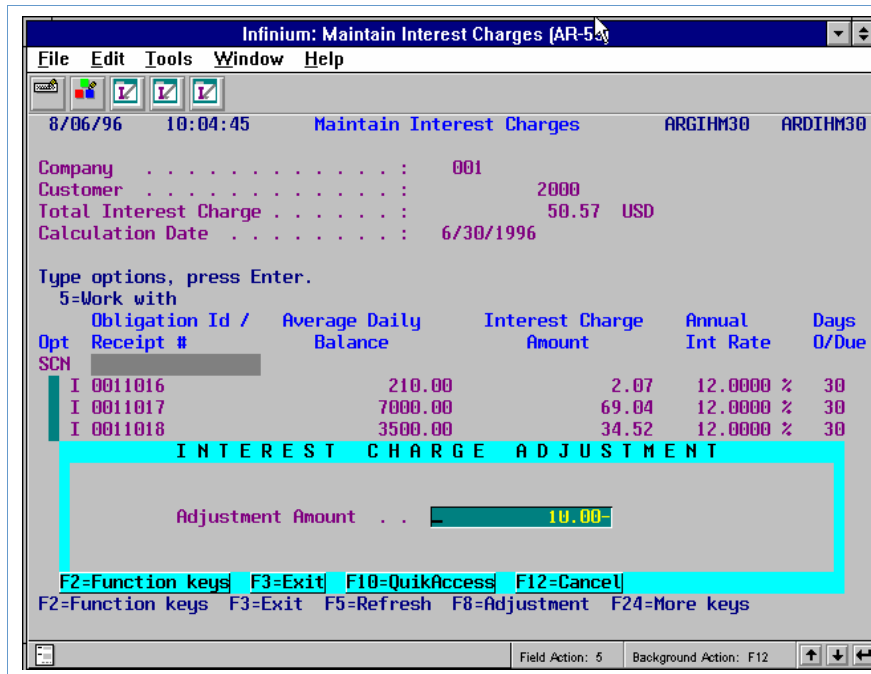 Infinium: Maintain Interest Charges (AR-5
File Edit Tools Window Help
8/06/96 10:04:45 Maintain Interest Charges ARGIHM30 ARDIHM30
Company . . . . . . . . . . . . . : 001
Customer . . . . . . . . . . . . : 2000
Total Interest Charge . . . . . . : 50.57 USD
Calculation Date . . . . . . . . : 6/30/1996
Type options, press Enter.
5=Work with
Obligation Id / Average Daily Interest Charge Annual Days
Opt Receipt # Balance Amount Int Rate O/Due
SCN
I 0011016 210.00 2.07 12.0000 % 30
I 0011017 7000.00 69.04 12.0000 % 30
I 0011018 3500.00 34.52 12.0000 % 30
I N T E R E S T C H A R G E A D J U S T M E N T
Adjustment Amount . . 10.00-
F2=Function keys F3=Exit F10=QuikAccess F12=Cancel
F2=Function keys F3=Exit F5=Refresh F8=Adjustment F24=More keys
Field Action: 5 Background Action: F12